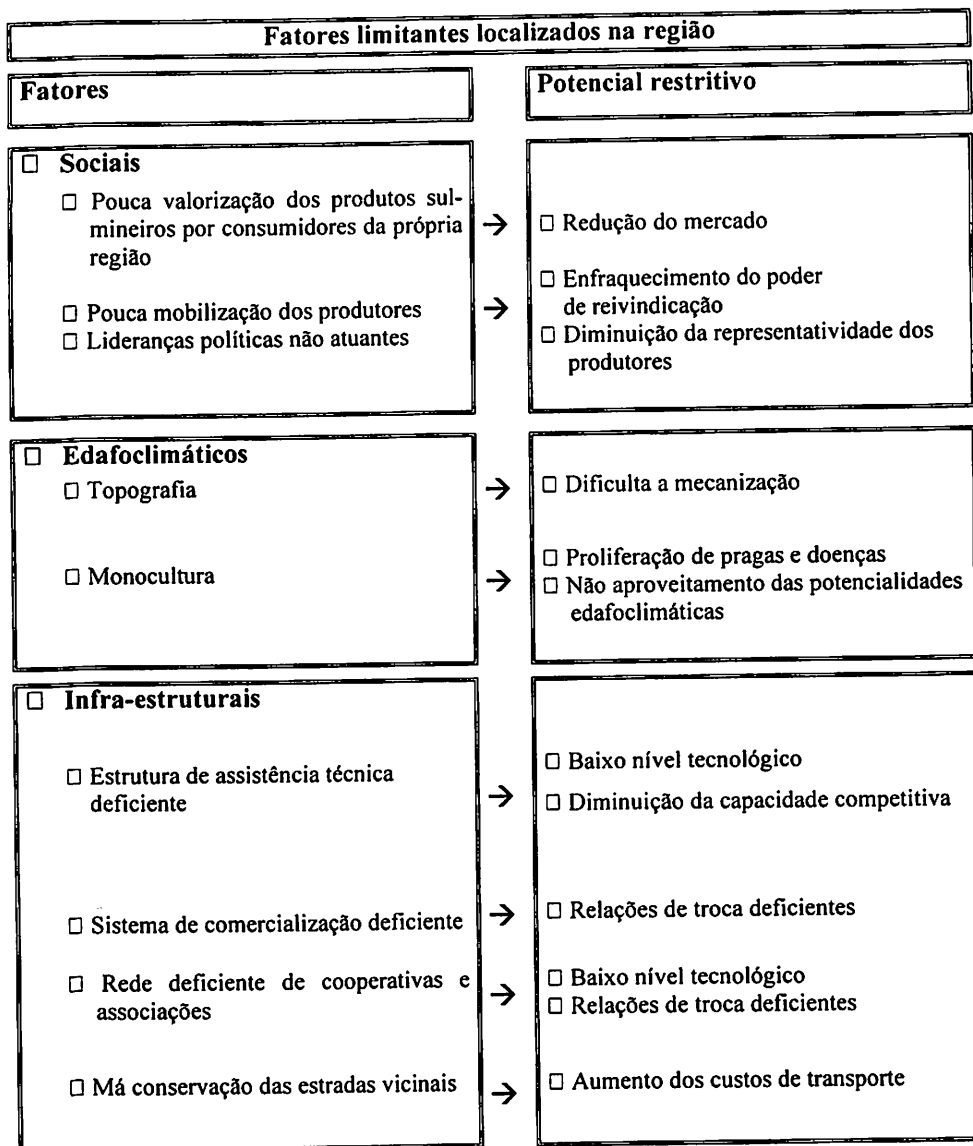 Fatores limitantes localizados na região
Fatores
Potencial restritivo
□ Sociais
□ Pouca valorização dos produtos sul-
mineiros por consumidores da própria
região
→
□ Redução do mercado
□ Pouca mobilização dos produtores
□ Lideranças políticas não atuantes
→
□ Enfraquecimento do poder
de reivindicação
□ Diminuição da representatividade dos
produtores
□ Edafoclimáticos
□ Topografia
→
□ Dificulta a mecanização
□ Monocultura
→
□ Proliferação de pragas e doenças
□ Não aproveitamento das potencialidades
edafoclimáticas
□ Infra-estruturais
□ Estrutura de assistência técnica
deficiente
→
□ Baixo nível tecnológico
□ Diminuição da capacidade competitiva
□ Sistema de comercialização deficiente
→
□ Relações de troca deficientes
□ Rede deficiente de cooperativas e
associações
→
□ Baixo nível tecnológico
□ Relações de troca deficientes
□ Má conservação das estradas vicinais
→
□ Aumento dos custos de transporte